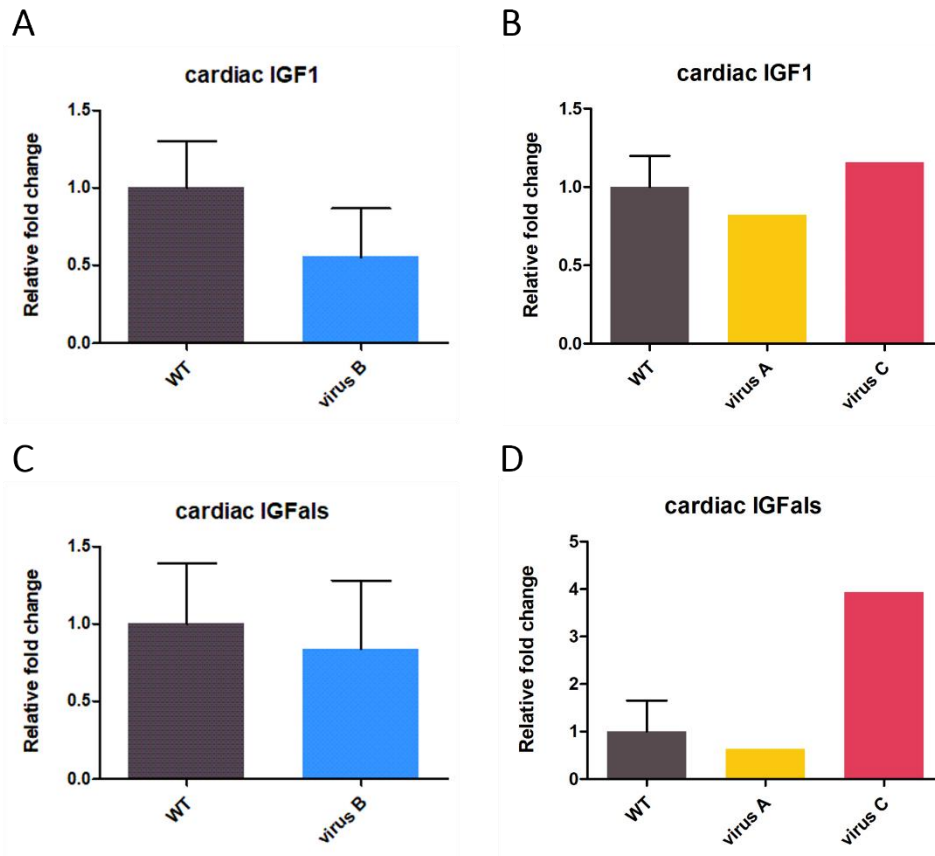 A
cardiac IGF1
Relative fold change
1.5
1.0
0.5
0.0
WT
virus B
B
cardiac IGF1
Relative fold change
1.5
1.0
0.5
0.0
WT
virus A
virus C
C
cardiac IGFals
Relative fold change
1.5
1.0
0.5
0.0
WT
virus B
D
cardiac IGFals
Relative fold change
5
4
3
2
1
0
WT
virus A
virus C